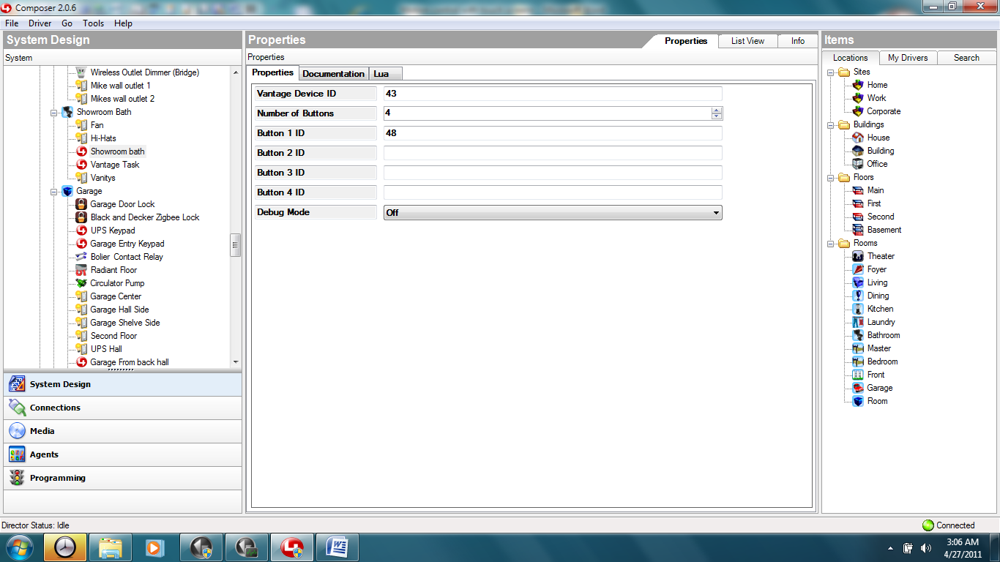 Composer 2.0.6
File Driver Go Tools Help
System Design
System
Wireless Outlet Dimmer (Bridge)
Mike wall outlet 1
Mikes wall outlet 2
Showroom Bath
Fan
Hi-Hats
Showroom bath
Vantage Task
Vanitys
Garage
Garage Door Lock
Black and Decker Zigbee Lock
UPS Keypad
Garage Entry Keypad
Bolier Contact Relay
Radiant Floor
Circulator Pump
Garage Center
Garage Hall Side
Garage Shelve Side
Second Floor
UPS Hall
Garage From back hall
System Design
Connections
Media
Agents
Programming
Properties
Properties List View Info
Properties
Properties Documentation Lua
Vantage Device ID 43
Number of Buttons 4
Button 1 ID 48
Button 2 ID
Button 3 ID
Button 4 ID
Debug Mode Off
Items
Locations My Drivers Search
Sites
Home
Work
Corporate
Buildings
House
Building
Office
Floors
Main
First
Second
Basement
Rooms
Theater
Foyer
Living
Dining
Kitchen
Laundry
Bathroom
Master
Bedroom
Front
Garage
Room
Director Status: Idle
Connected
3:06 AM
4/27/2011